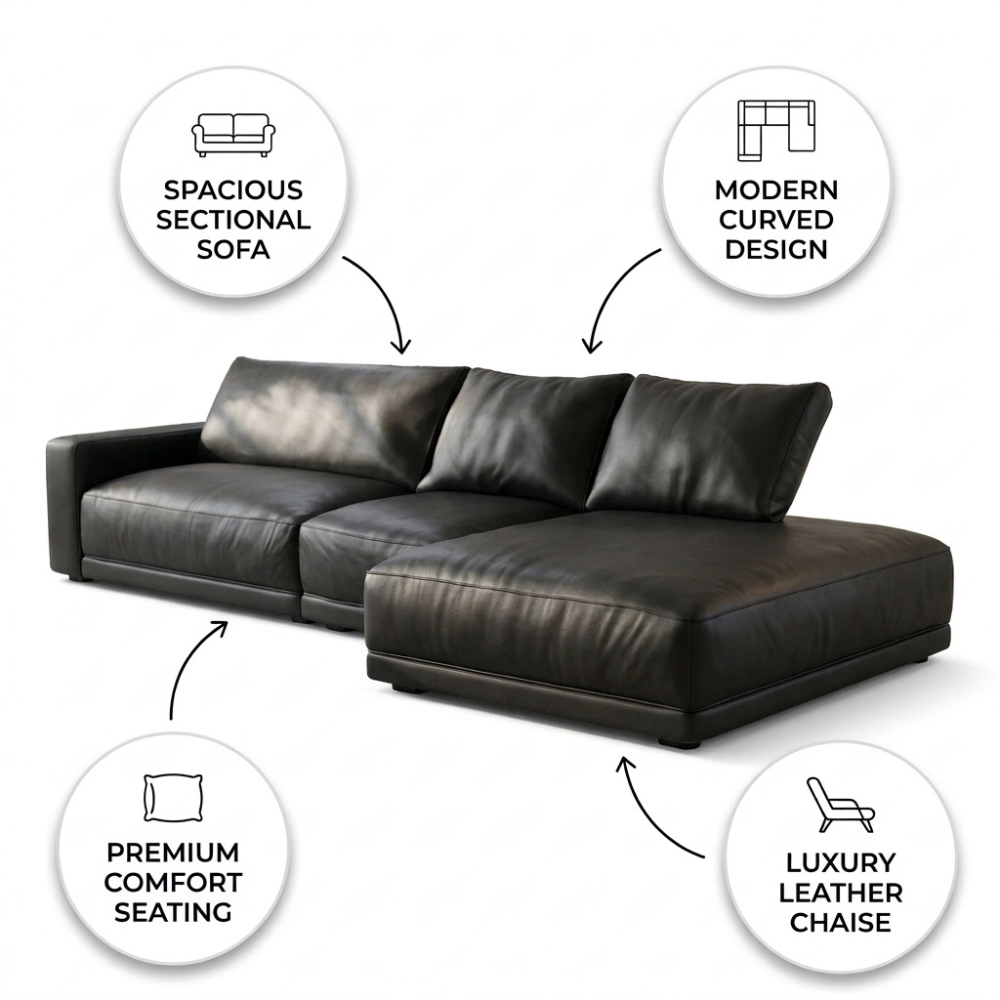 SPACIOUS
SECTIONAL
SOFA
MODERN
CURVED
DESIGN
PREMIUM
COMFORT
SEATING
LUXURY
LEATHER
CHAISE